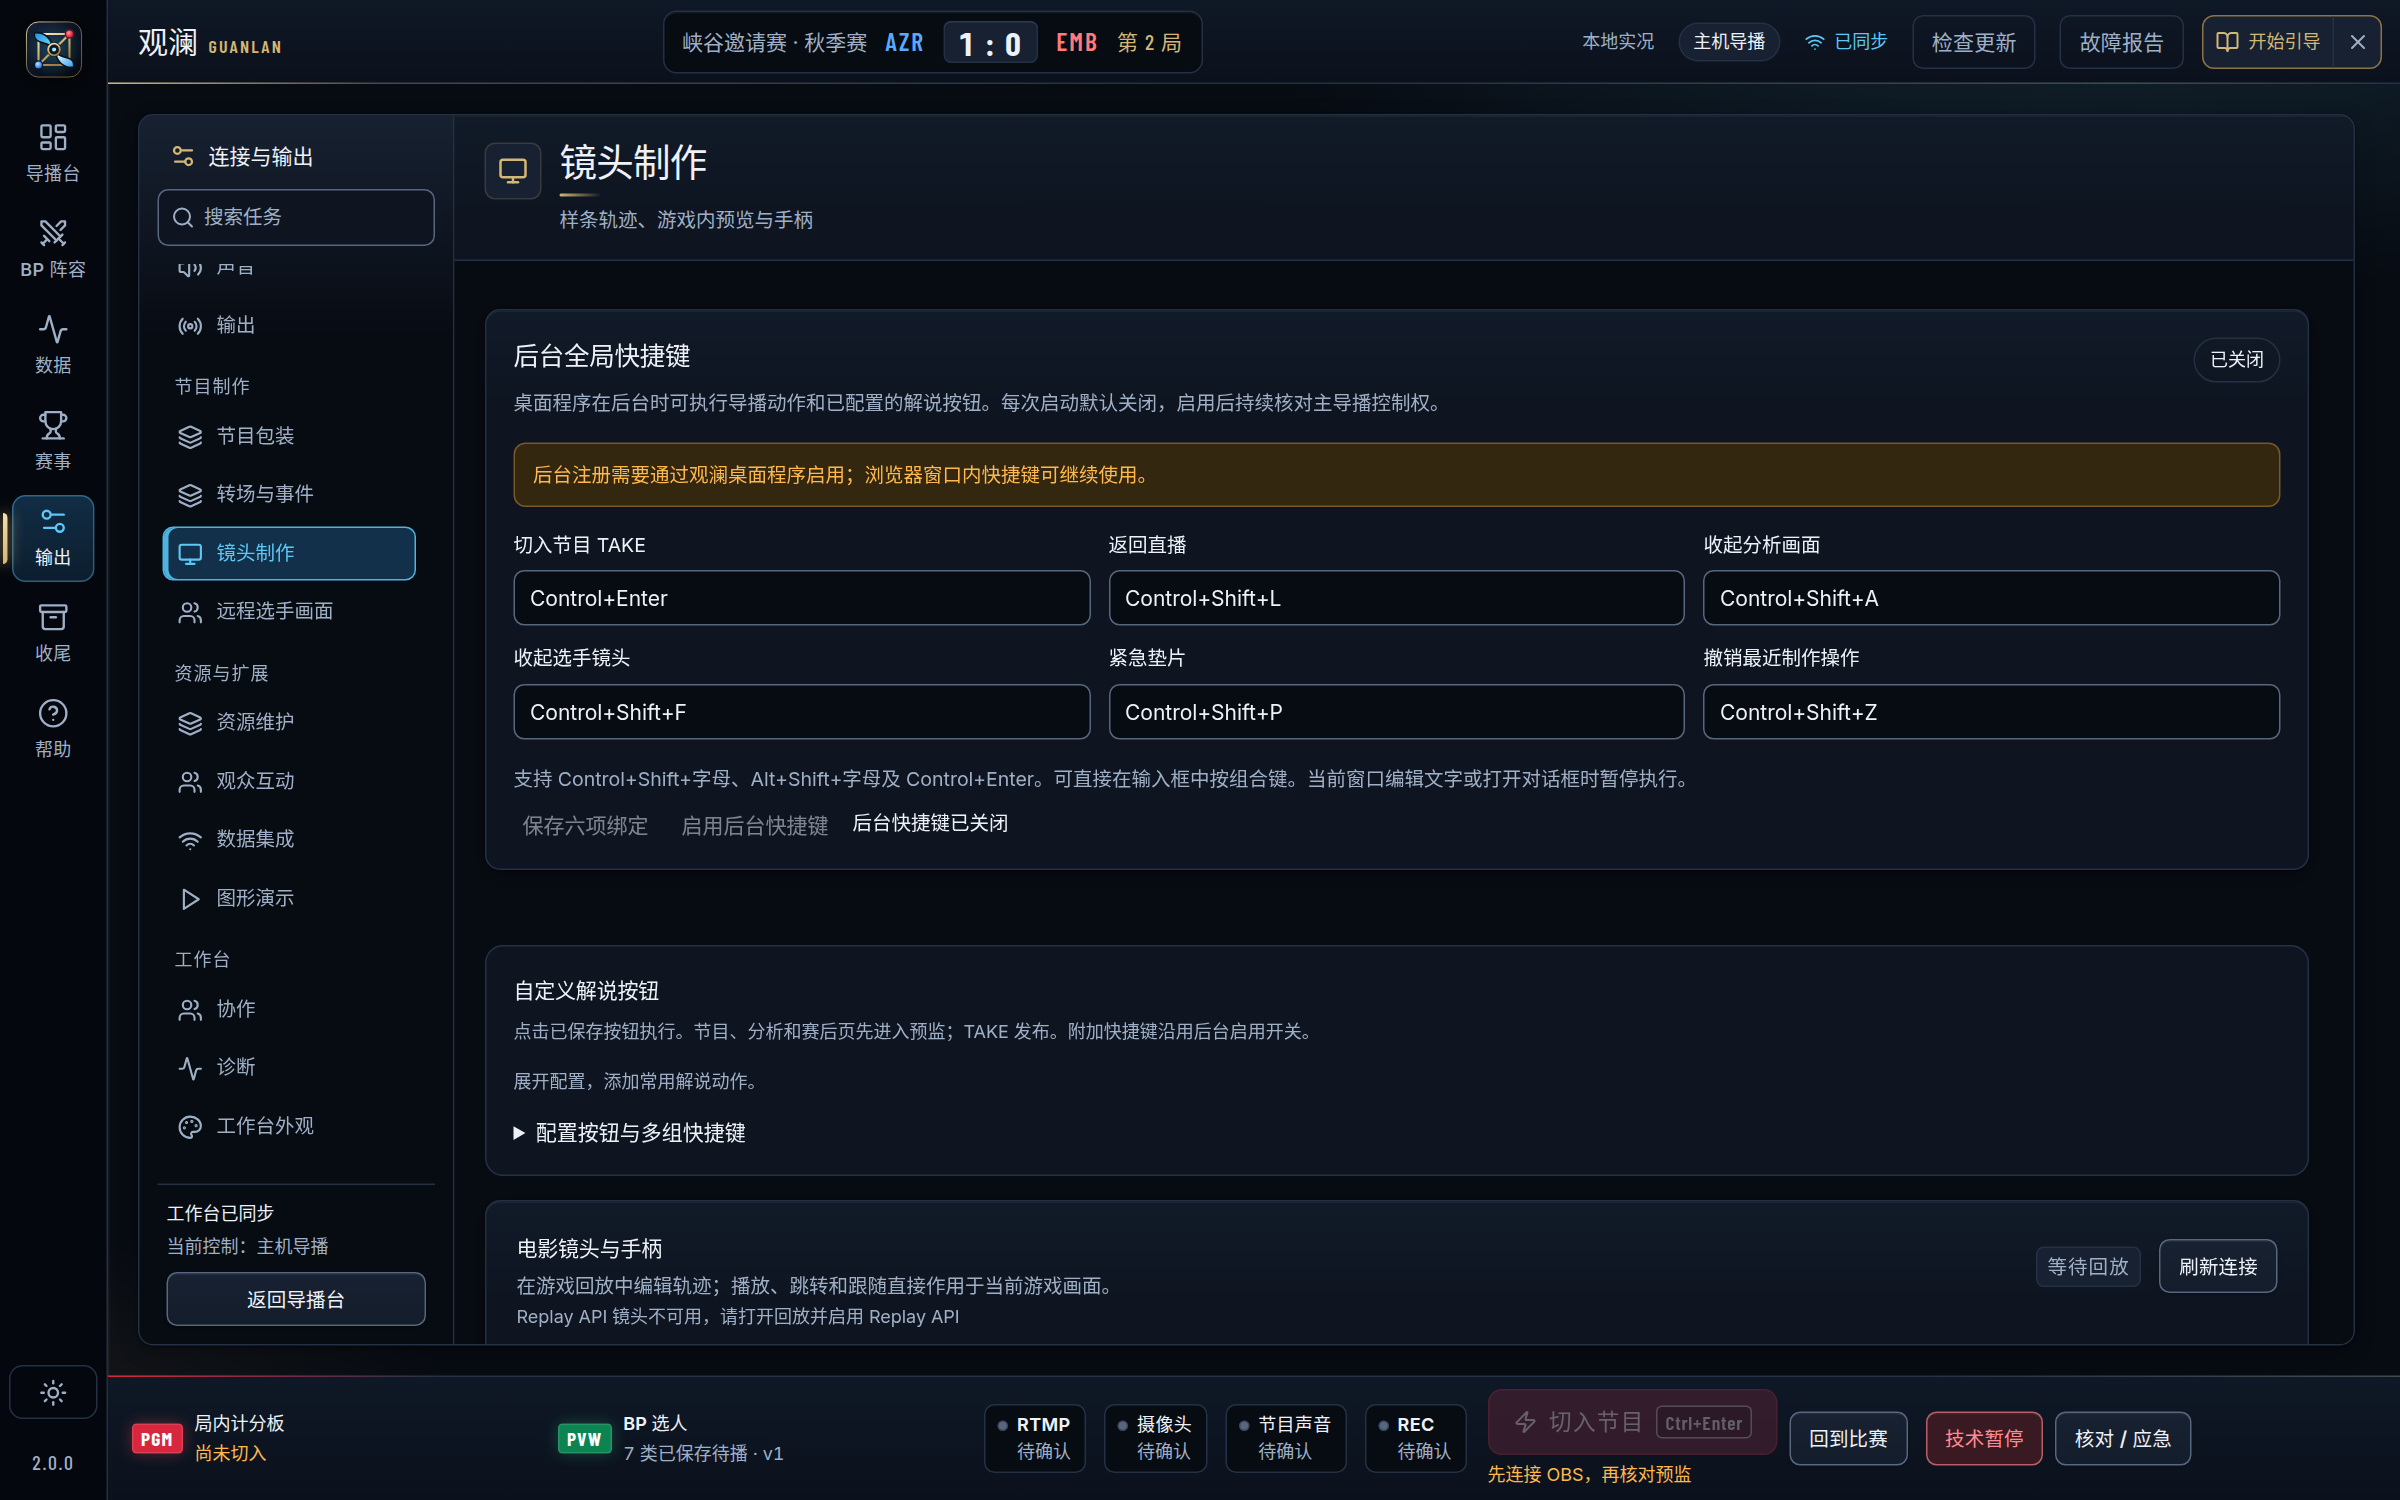 观澜 GUANLAN
峡谷邀请赛 · 秋季赛 AZR 1 : 0 EMB 第 2 局
本地实况 主机导播 已同步 检查更新 故障报告 开始引导
导播台
BP 阵容
数据
赛事
输出
收尾
帮助
2.0.0
连接与输出
搜索任务
声音
输出
节目制作
节目包装
转场与事件
镜头制作
远程选手画面
资源与扩展
资源维护
观众互动
数据集成
图形演示
工作台
协作
诊断
工作台外观
工作台已同步
当前控制：主机导播
返回导播台
镜头制作
样条轨迹、游戏内预览与手柄
后台全局快捷键
已关闭
桌面程序在后台时可执行导播动作和已配置的解说按钮。每次启动默认关闭，启用后持续核对主导播控制权。
后台注册需要通过观澜桌面程序启用；浏览器窗口内快捷键可继续使用。
切入节目 TAKE 返回直播 收起分析画面
Control+Enter Control+Shift+L Control+Shift+A
收起选手镜头 紧急垫片 撤销最近制作操作
Control+Shift+F Control+Shift+P Control+Shift+Z
支持 Control+Shift+字母、Alt+Shift+字母及 Control+Enter。可直接在输入框中按组合键。当前窗口编辑文字或打开对话框时暂停执行。
保存六项绑定 启用后台快捷键 后台快捷键已关闭
自定义解说按钮
点击已保存按钮执行。节目、分析和赛后页先进入预监；TAKE 发布。附加快捷键沿用后台启用开关。
展开配置，添加常用解说动作。
配置按钮与多组快捷键
电影镜头与手柄
在游戏回放中编辑轨迹；播放、跳转和跟随直接作用于当前游戏画面。
Replay API 镜头不可用，请打开回放并启用 Replay API
等待回放 刷新连接
PGM 局内计分板
尚未切入
PVW BP 选人
7 类已保存待播 · v1
RTMP 待确认
摄像头 待确认
节目声音 待确认
REC 待确认
切入节目 Ctrl+Enter
先连接 OBS，再核对预监
回到比赛 技术暂停 核对 / 应急